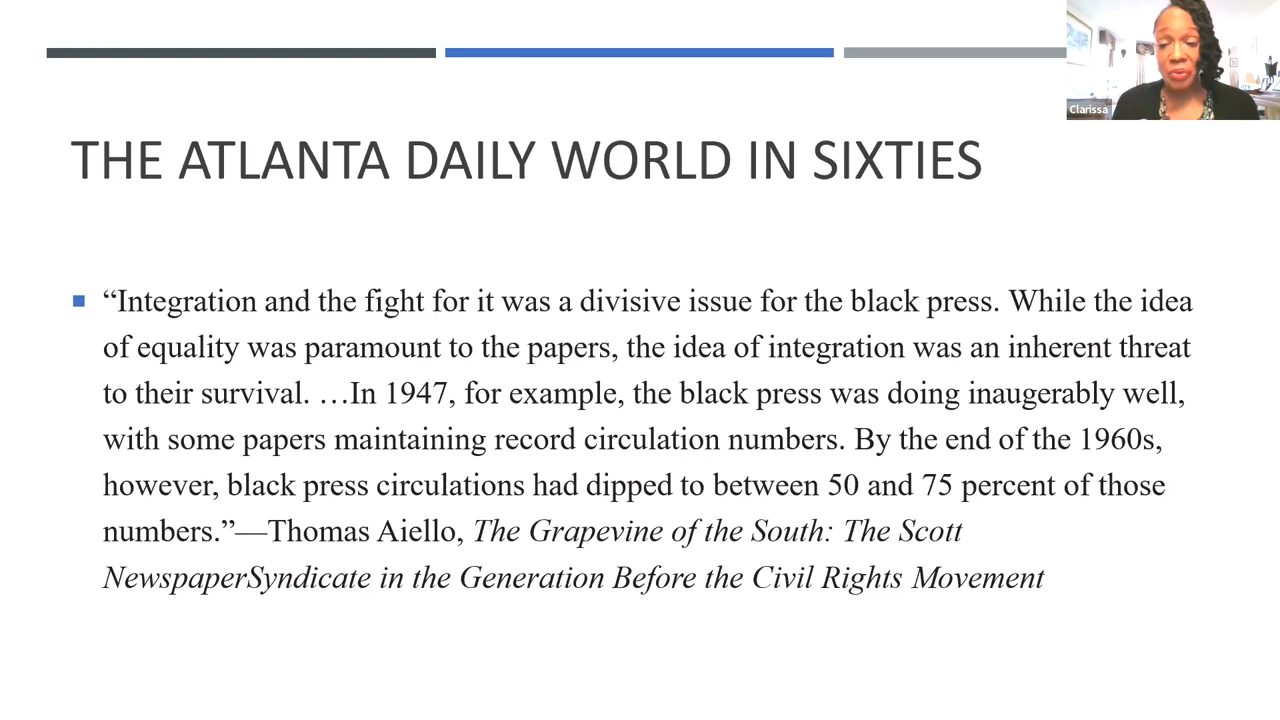 Clarissa
THE ATLANTA DAILY WORLD IN SIXTIES
“Integration and the fight for it was a divisive issue for the black press. While the idea
of equality was paramount to the papers, the idea of integration was an inherent threat
to their survival. …In 1947, for example, the black press was doing inaugerably well,
with some papers maintaining record circulation numbers. By the end of the 1960s,
however, black press circulations had dipped to between 50 and 75 percent of those
numbers.”—Thomas Aiello, The Grapevine of the South: The Scott
NewspaperSyndicate in the Generation Before the Civil Rights Movement